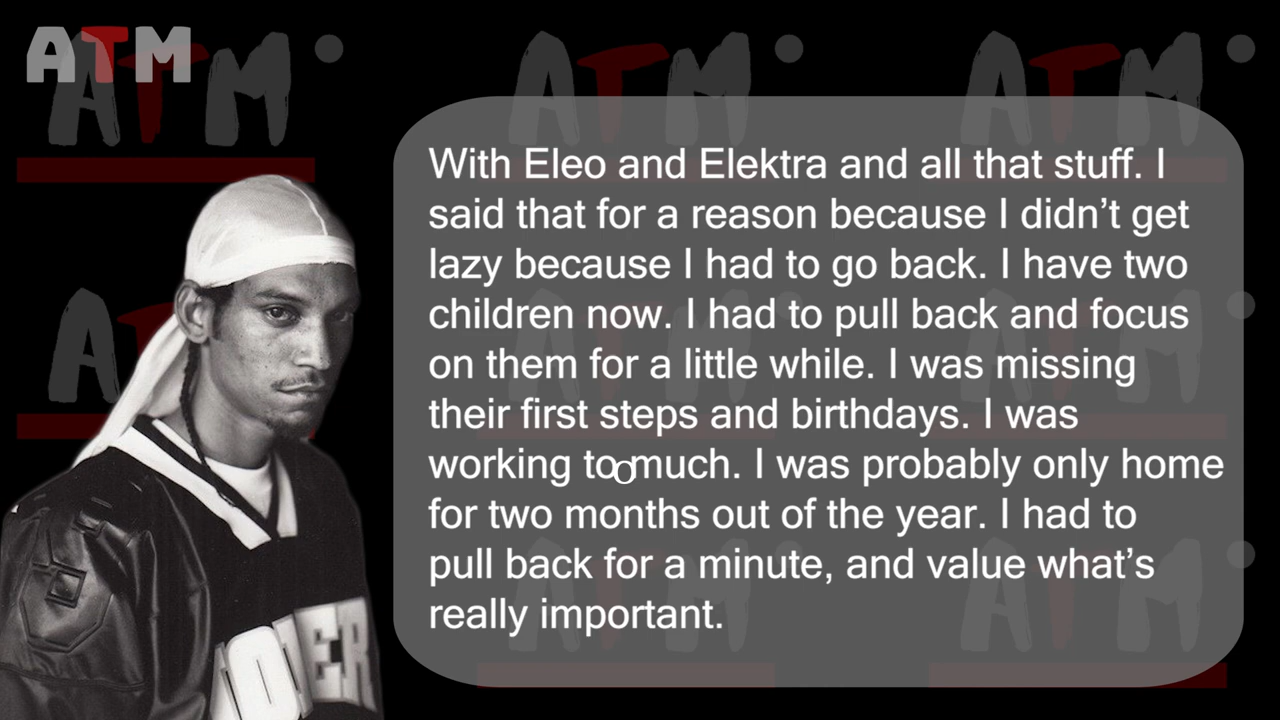 ATM
ATM
ATM
ATM
With Eleo and Elektra and all that stuff. I
said that for a reason because I didn’t get
lazy because I had to go back. I have two
children now. I had to pull back and focus
on them for a little while. I was missing
their first steps and birthdays. I was
working too much. I was probably only home
for two months out of the year. I had to
pull back for a minute, and value what’s
really important.